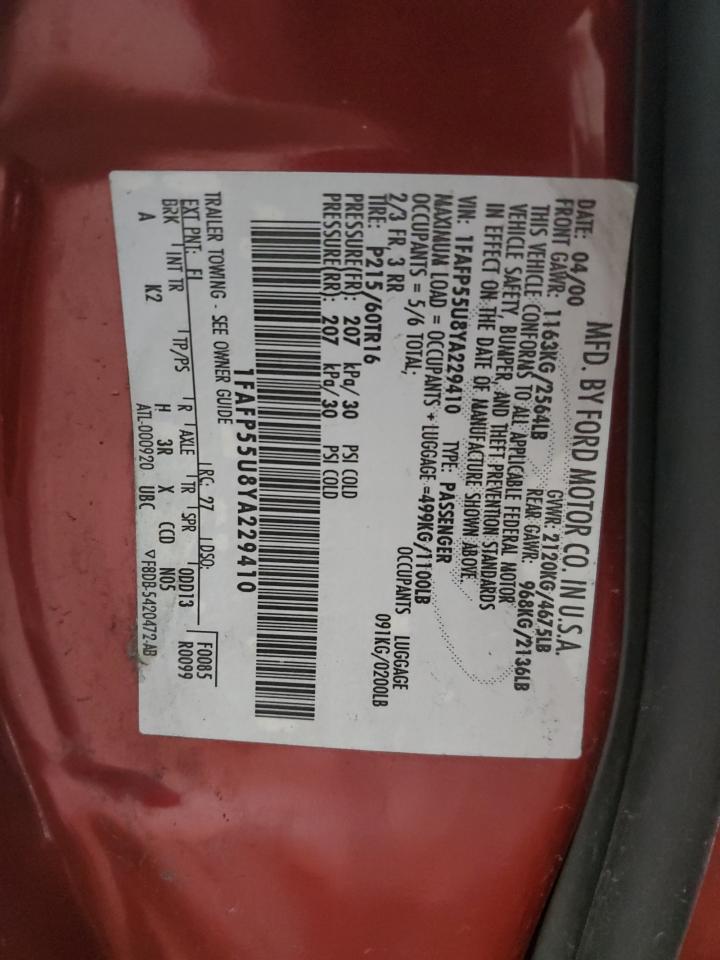 MFD. BY FORD MOTOR CO. IN U.S.A.
DATE: 04/00 GVWR: 2120KG/4675LB
FRONT GAWR: 1163KG/2564LB REAR GAWR: 968KG/2136LB
THIS VEHICLE CONFORMS TO ALL APPLICABLE FEDERAL MOTOR
VEHICLE SAFETY, BUMPER, AND THEFT PREVENTION STANDARDS
IN EFFECT ON THE DATE OF MANUFACTURE SHOWN ABOVE.
VIN: 1FAFP55U8YA229410 TYPE: PASSENGER
MAXIMUM LOAD = OCCUPANTS + LUGGAGE =499KG/1100LB
OCCUPANTS = 5/6 TOTAL; OCCUPANTS LUGGAGE
2/3 FR, 3 RR 091KG/0200LB
TIRE: P215/60TR16
PRESSURE(FR): 207 kPa/ 30 PSI COLD
PRESSURE(RR): 207 kPa/ 30 PSI COLD
1FAFP55U8YA229410
TRAILER TOWING - SEE OWNER GUIDE
EXT PNT: EL RC: 27 DSO: F0085
BRK INT TR TP/PS R AXLE TR SPR ODD13 R0099
A K2 H 3R X CCD N05
ATL-000920 UBC ▽F8DB-5420472-AB